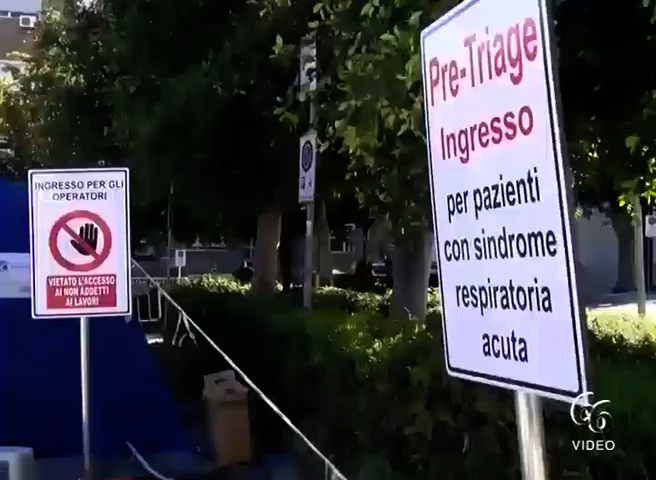 INGRESSO PER GLI
OPERATORI
VIETATO L'ACCESSO
AI NON ADDETTI
AI LAVORI
Pre-Triage
Ingresso
per pazienti
con sindrome
respiratoria
acuta
VIDEO